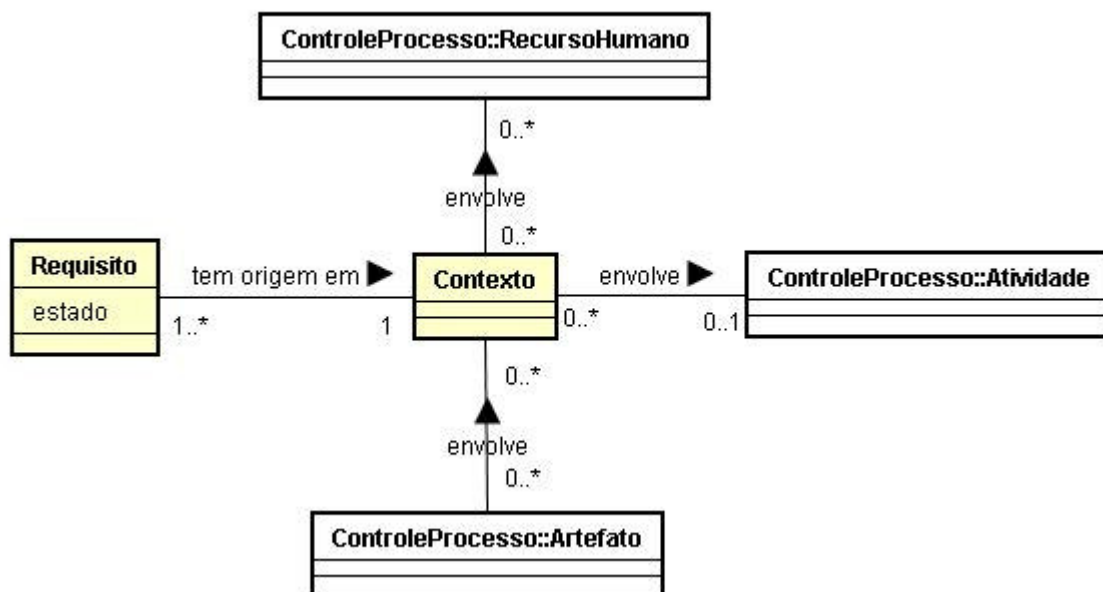 ControleProcesso::RecursoHumano
0..*
envolve
0..*
Requisito
estado
tem origem em
1..*
1
Contexto
envolve
0..*
0..1
ControleProcesso::Atividade
0..*
envolve
0..*
ControleProcesso::Artefato